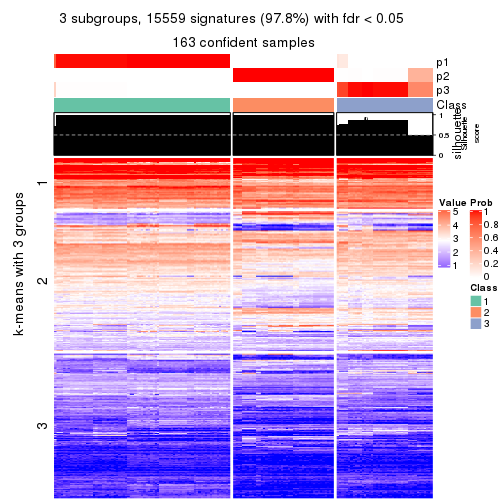 3 subgroups, 15559 signatures (97.8%) with fdr < 0.05
163 confident samples
p1
p2
p3
Class
1
0.5
0
silhouette
Silhouette
score
k-means with 3 groups
1
2
3
Value
5
4
3
2
1
Prob
1
0.8
0.6
0.4
0.2
0
Class
1
2
3